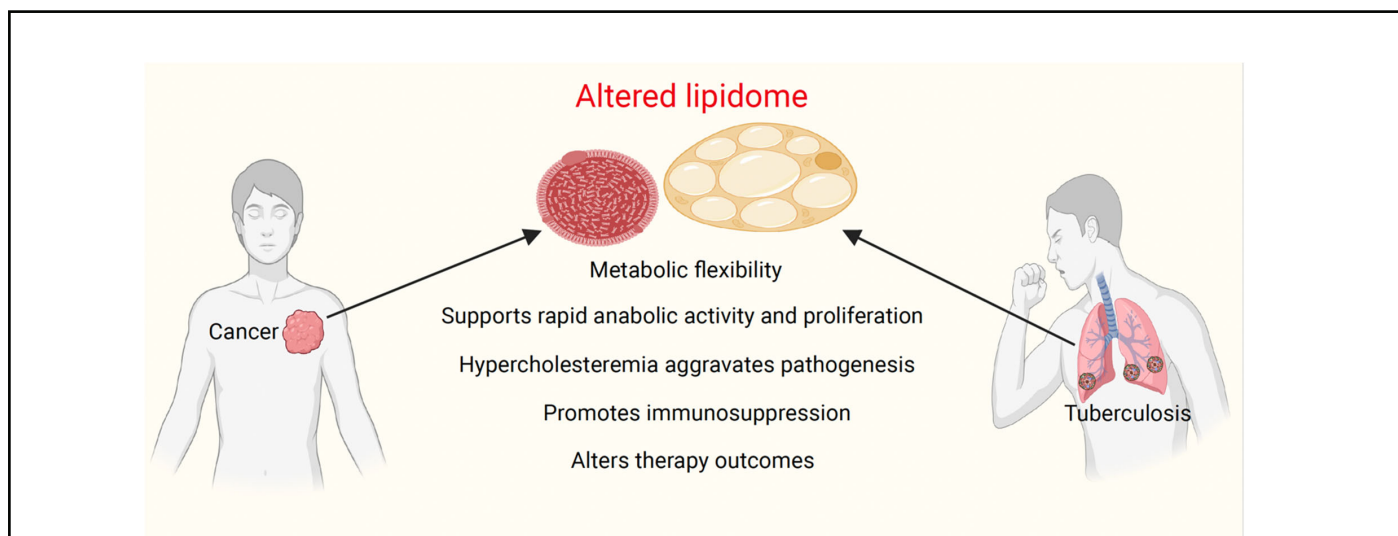 Altered lipidome
Metabolic flexibility
Supports rapid anabolic activity and proliferation
Cancer
Hypercholesteremia aggravates pathogenesis
Promotes immunosuppression
Tuberculosis
Alters therapy outcomes